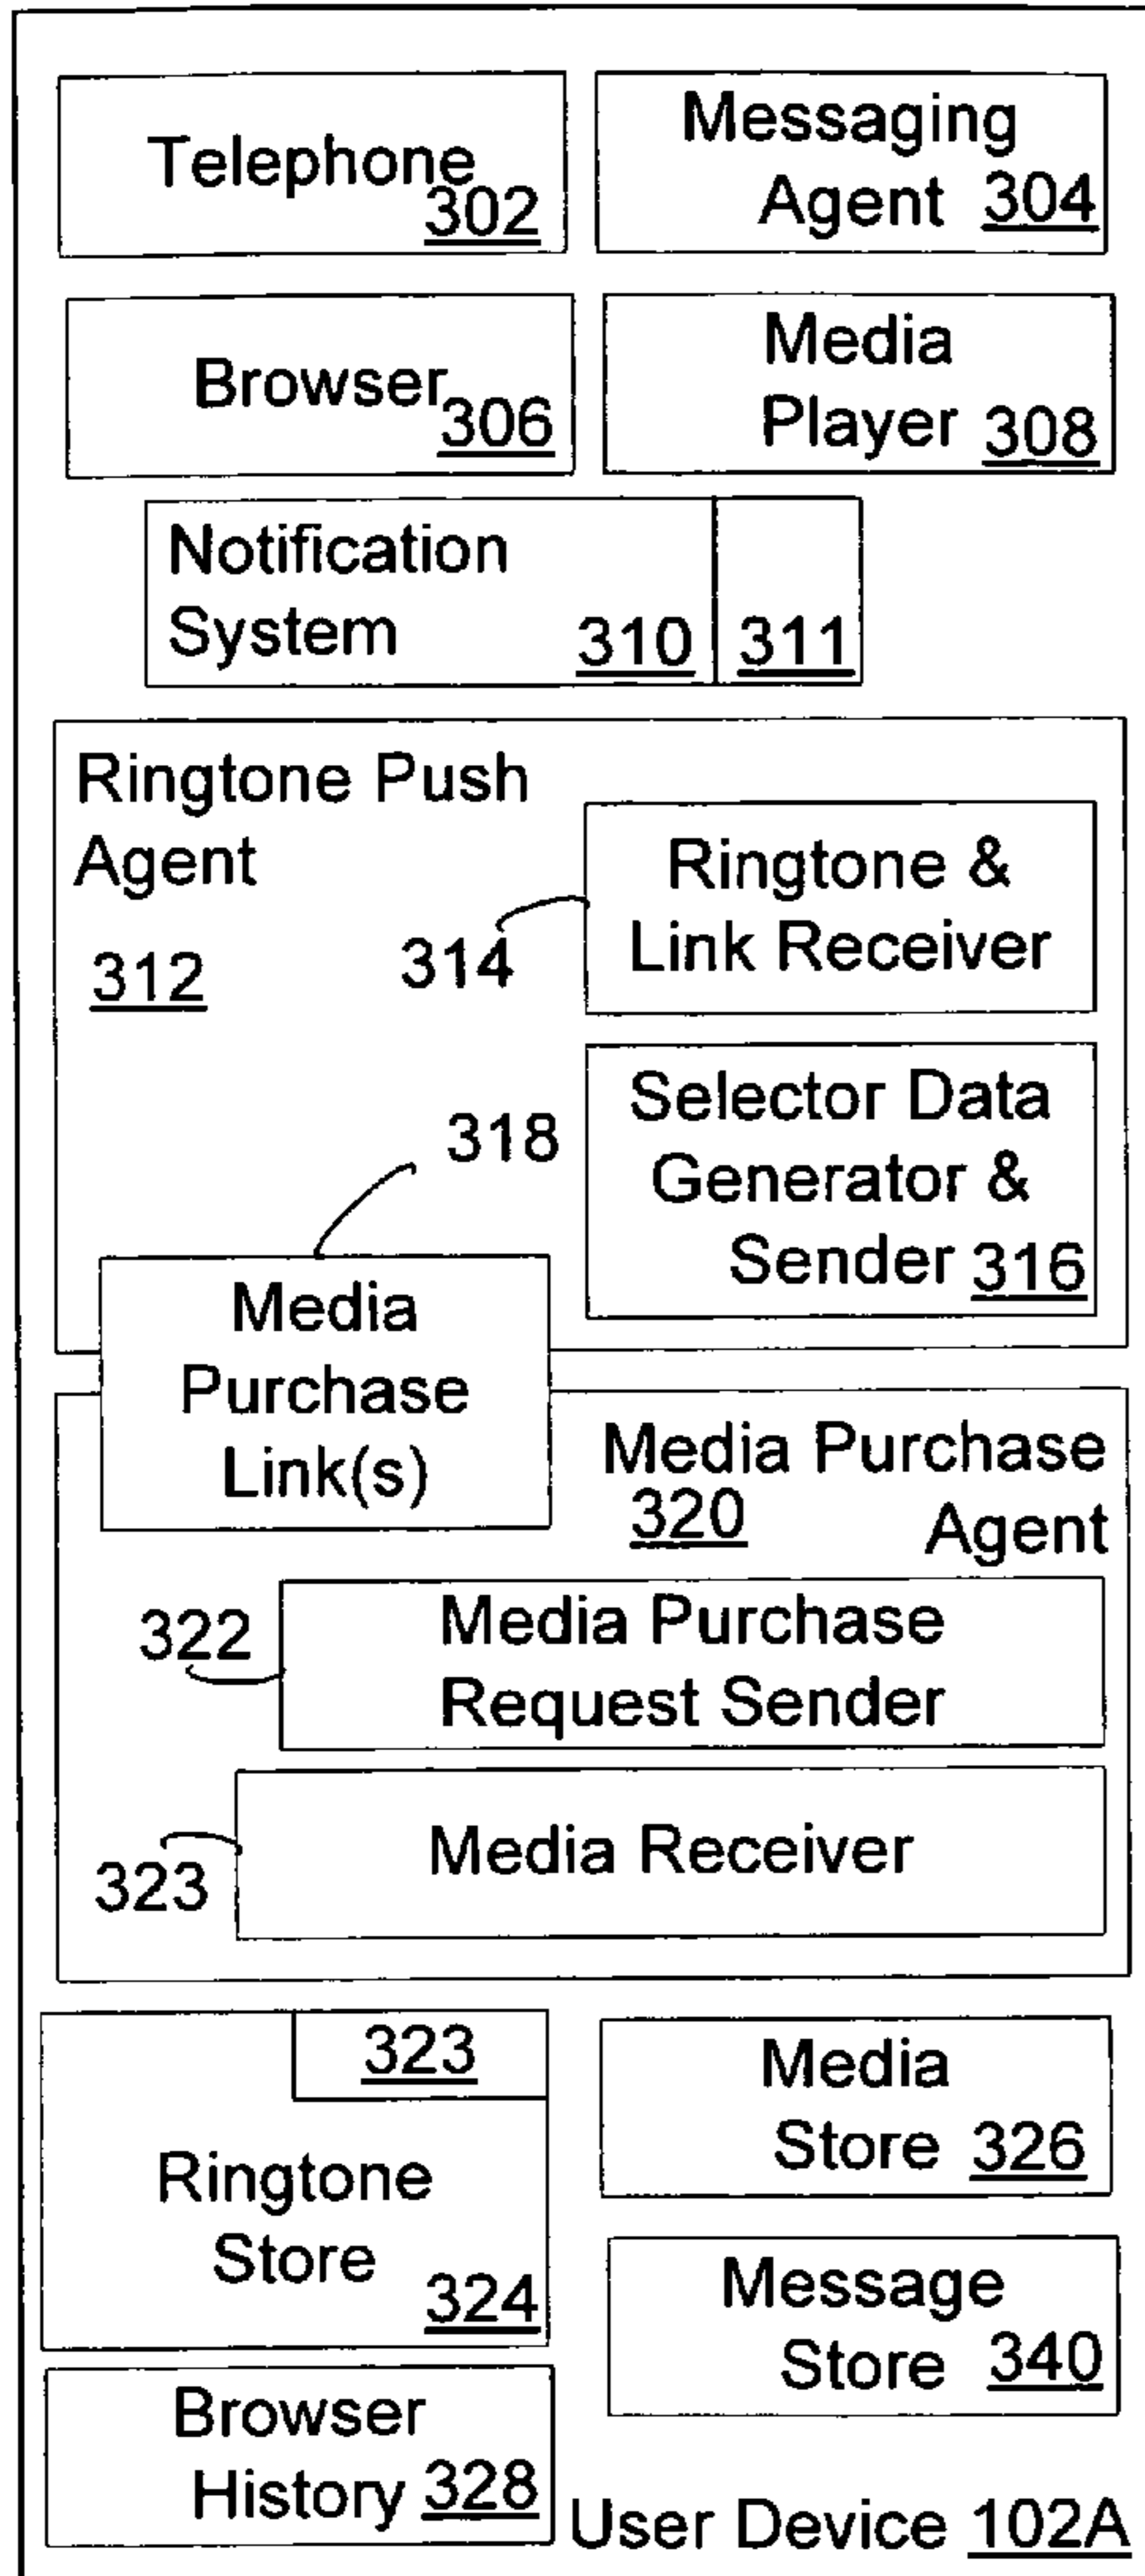 Telephone
302
Messaging
Agent 304
Browser
306
Media
Player 308
Notification
System 310
311
Ringtone Push
Agent
312
314
Ringtone &
Link Receiver
Selector Data
Generator &
Sender 316
318
Media
Purchase
Link(s)
Media Purchase
320
Agent
322
Media Purchase
Request Sender
323
Media Receiver
323
Ringtone
Store
324
Media
Store 326
Message
Store 340
Browser
History 328
User Device 102A